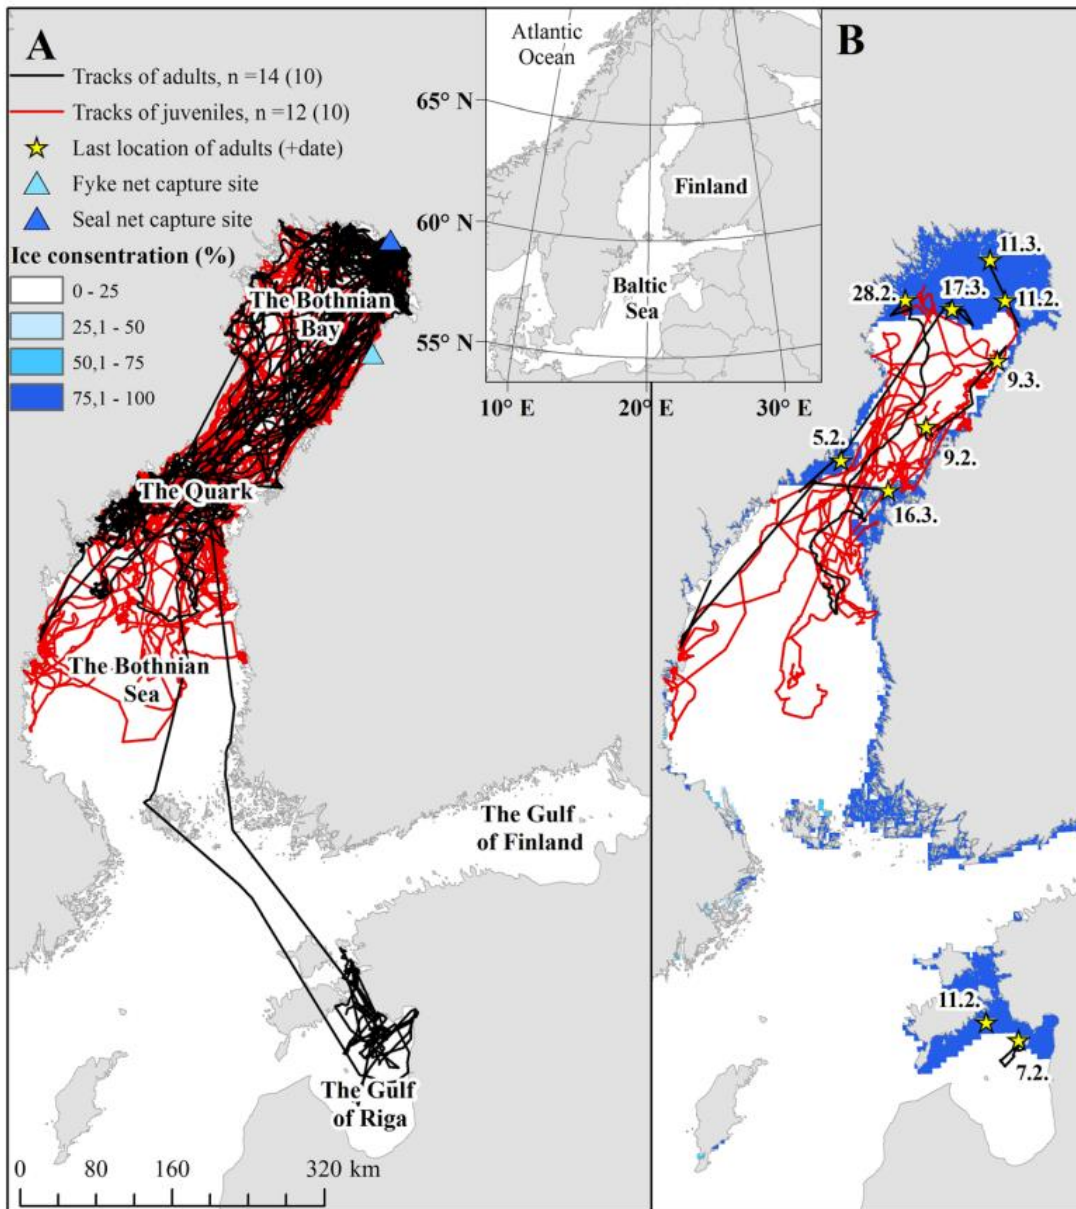 A
Tracks of adults, n =14 (10)
Tracks of juveniles, n =12 (10)
Last location of adults (+date)
Fyke net capture site
Seal net capture site
Ice consentration (%)
0 - 25
25,1 - 50
50,1 - 75
75,1 - 100
The Bothnian
Bay
The Quark
The Bothnian
Sea
The Gulf
of Finland
The Gulf
of Riga
0 80 160 320 km
Atlantic
Ocean
65° N
60° N
55° N
Finland
Baltic
Sea
10° E 20° E 30° E
B
11.3.
28.2.
17.3.
11.2.
9.3.
5.2.
9.2.
16.3.
11.2.
7.2.